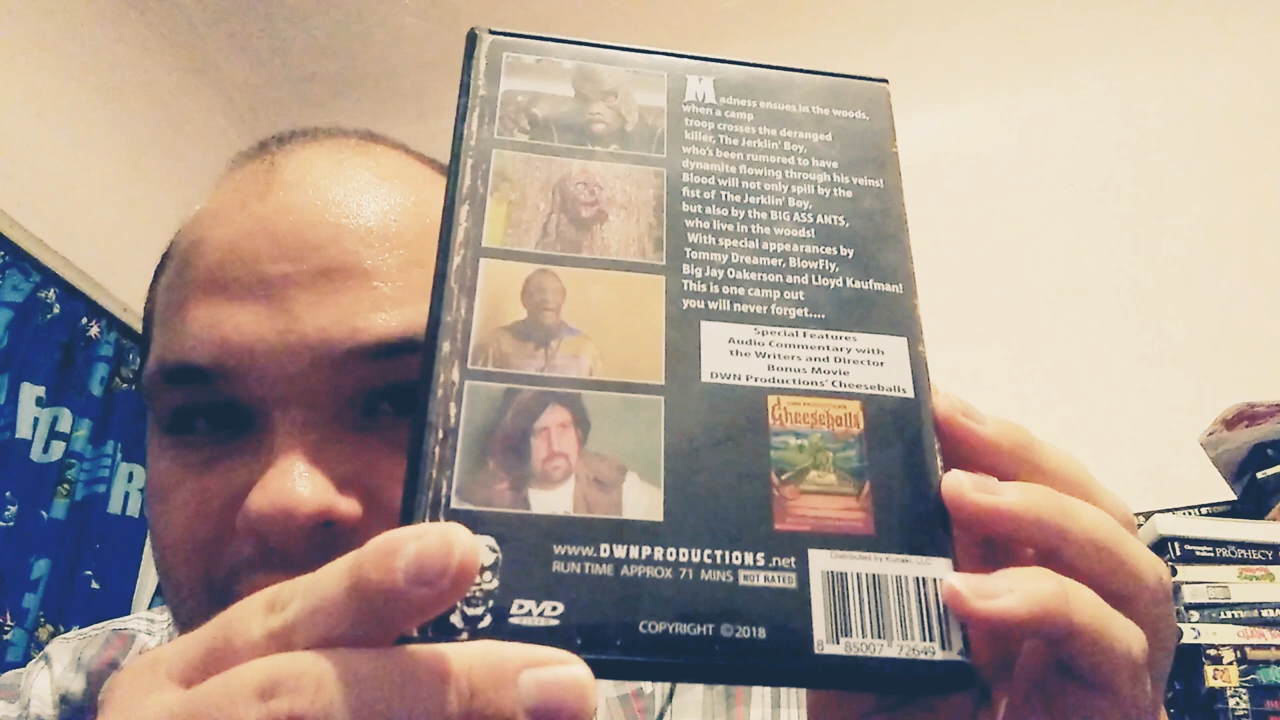 Madness ensues in the woods,
when a camp
troop crosses the deranged
killer, The Jerklin' Boy,
who's been rumored to have
dynamite flowing through his veins!
Blood will not only spill by the
fist of The Jerklin' Boy,
but also by the BIG ASS ANTS,
who live in the woods!
With special appearances by
Tommy Dreamer, BlowFly,
Big Jay Oakerson and Lloyd Kaufman!
This is one camp out
you will never forget....
Special Features
Audio Commentary with
the Writers and Director
Bonus Movie
DWN Productions' Cheeseballs
DWN PRODUCTIONS'
Cheeseballs
www.DWNPRODUCTIONS.net
RUN TIME APPROX 71 MINS NOT RATED
DVD
VIDEO
COPYRIGHT ©2018
Distributed by Kunaki, LLC
8 85007 72649
FC
R
PROPHECY